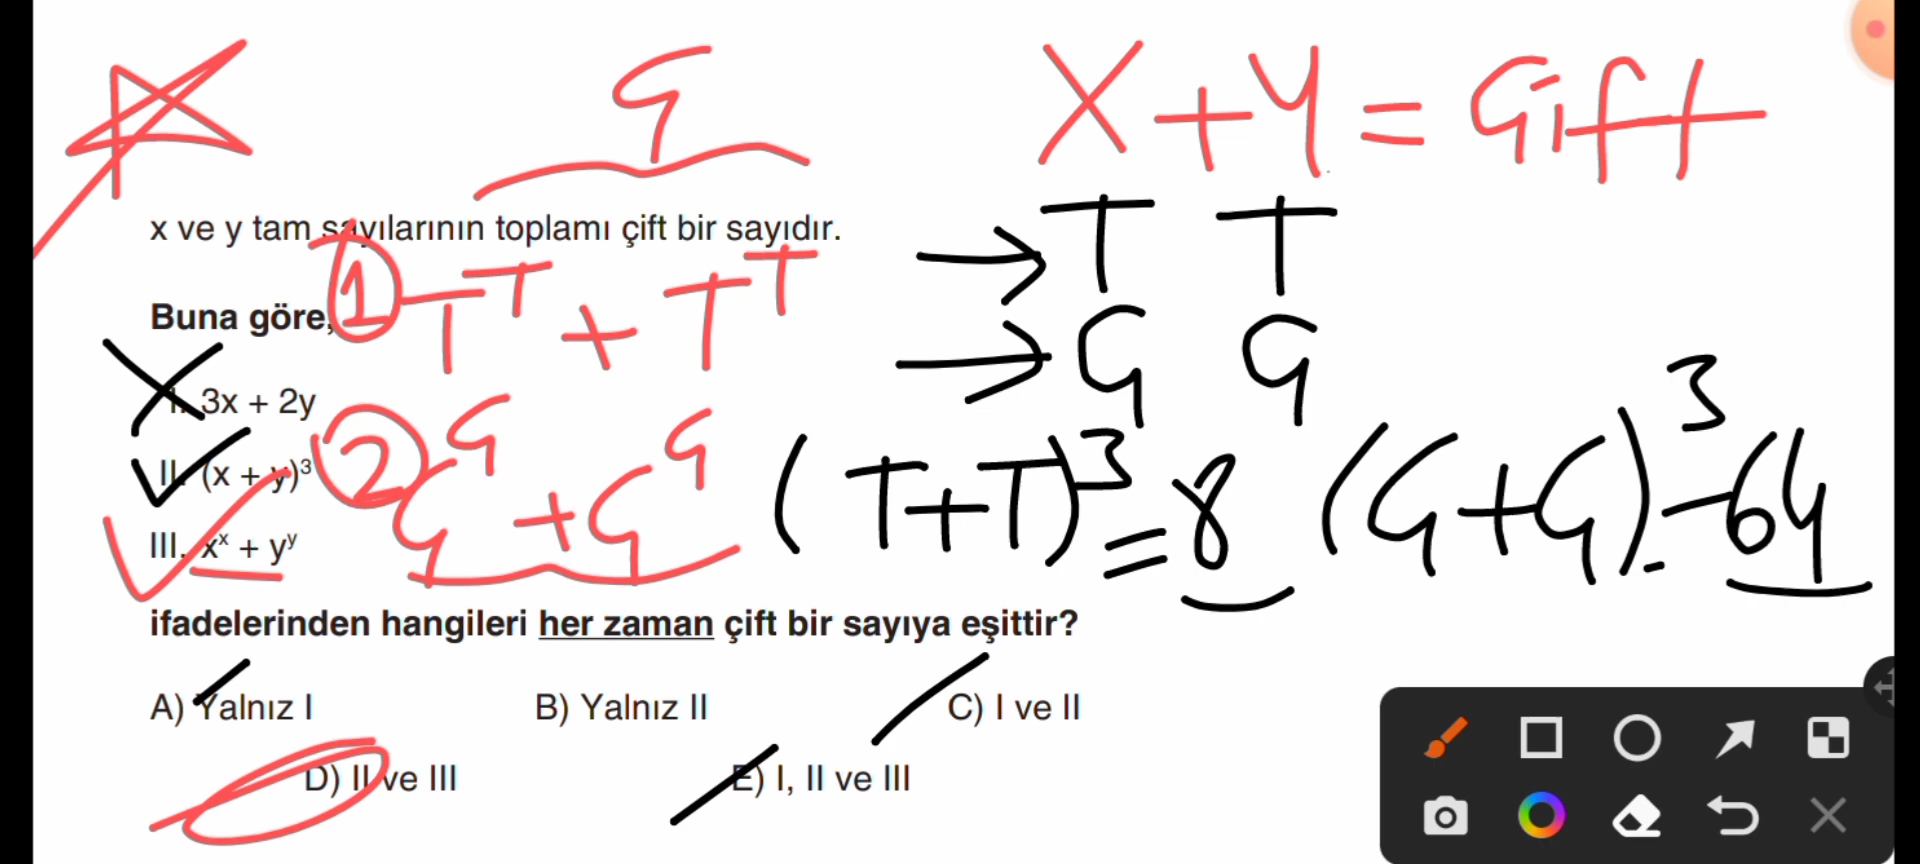 Ç
X+Y=Çift
x ve y tam sayılarının toplamı çift bir sayıdır.
T T
Buna göre,
1 T^T + T^T
Ç Ç
I. 3x + 2y
2 Ç^Ç + Ç^Ç
II. (x + y)³
(T+T)³=8 (Ç+Ç)³=64
III. xˣ + yʸ
ifadelerinden hangileri her zaman çift bir sayıya eşittir?
A) Yalnız I B) Yalnız II C) I ve II
D) II ve III E) I, II ve III